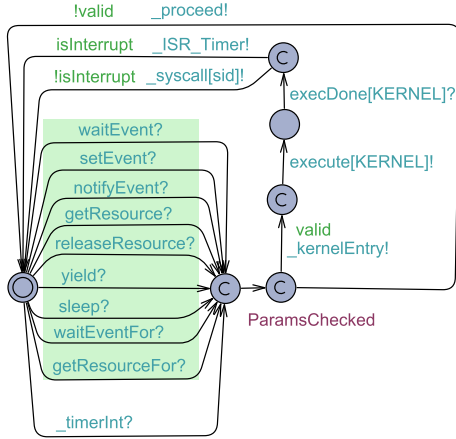 !valid _proceed!
isInterrupt _ISR_Timer!
!isInterrupt _syscall[sid]!
execDone[KERNEL]?
waitEvent?
setEvent?
execute[KERNEL]!
notifyEvent?
getResource?
valid
releaseResource?
_kernelEntry!
yield?
sleep?
ParamsChecked
waitEventFor?
getResourceFor?
_timerInt?
C
C
C
C